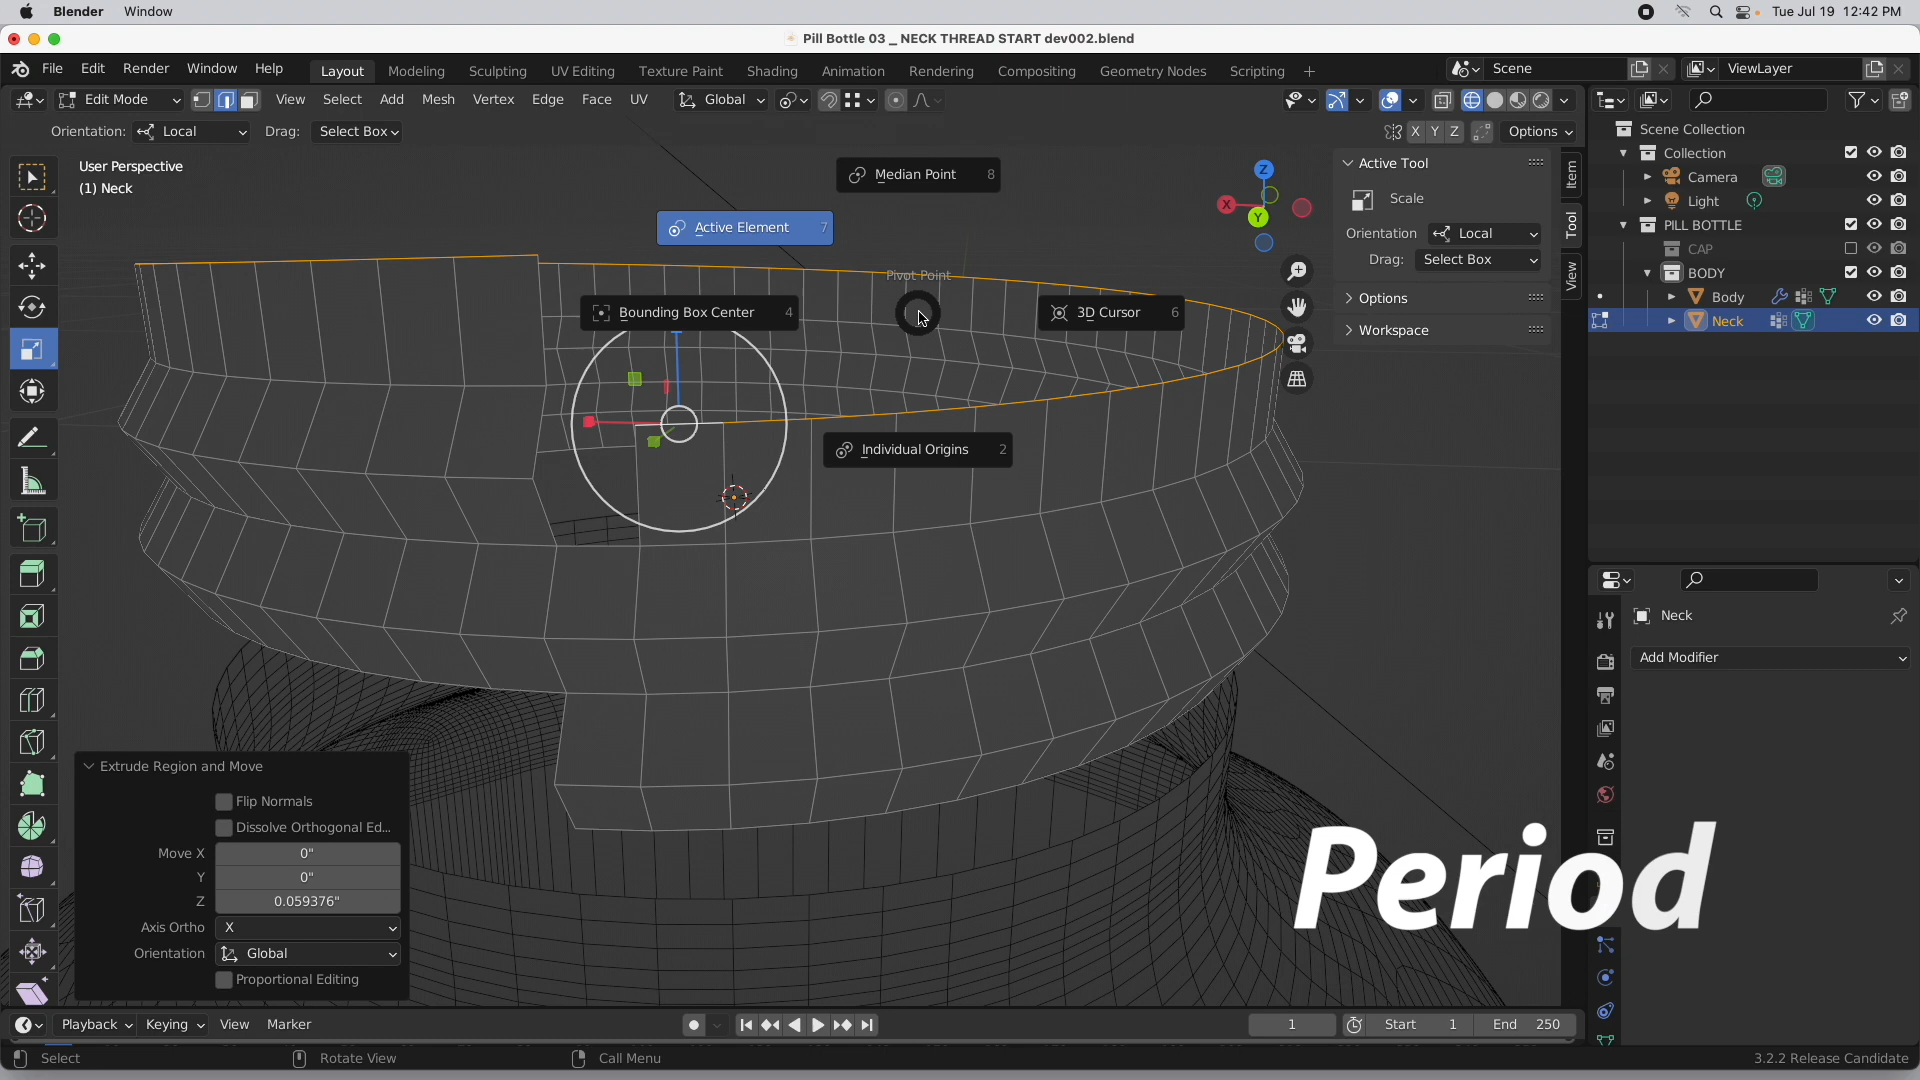 Blender Window Tue Jul 19 12:42 PM
Pill Bottle 03 _ NECK THREAD START dev002.blend
File Edit Render Window Help Layout Modeling Sculpting UV Editing Texture Paint Shading Animation Rendering Compositing Geometry Nodes Scripting + Scene ViewLayer
Edit Mode View Select Add Mesh Vertex Edge Face UV Global
Orientation: Local Drag: Select Box X Y Z Options
User Perspective
(1) Neck
Median Point 8
Active Element 7
Pivot Point
Bounding Box Center 4
3D Cursor 6
Individual Origins 2
Z
X
Y
Active Tool
Scale
Orientation Local
Drag: Select Box
Options
Workspace
Item
Tool
View
Scene Collection
Collection
Camera
Light
PILL BOTTLE
CAP
BODY
Body
Neck
Neck
Add Modifier
Extrude Region and Move
Flip Normals
Dissolve Orthogonal Ed...
Move X 0"
Y 0"
Z 0.059376"
Axis Ortho X
Orientation Global
Proportional Editing
Period
Playback Keying View Marker 1 Start 1 End 250
Select Rotate View Call Menu 3.2.2 Release Candidate